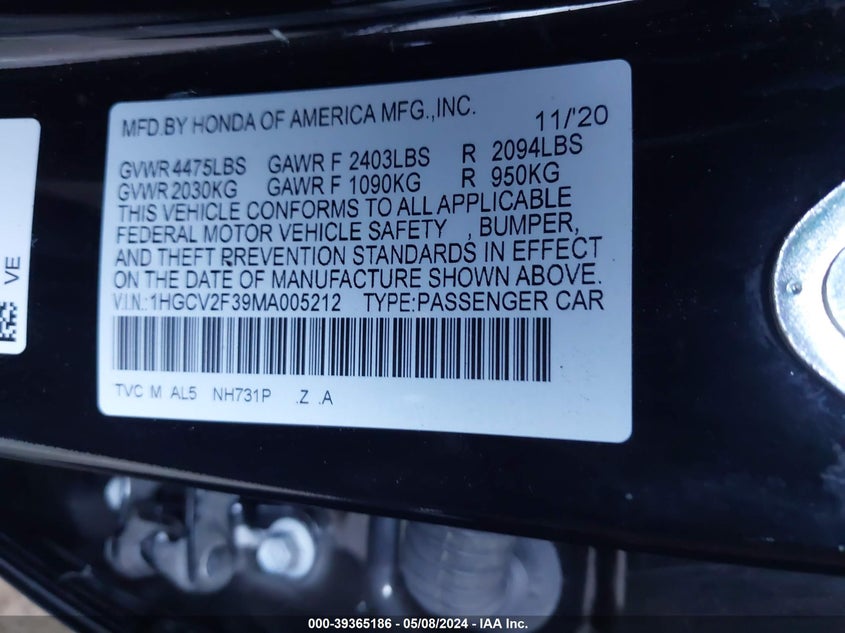 MFD.BY HONDA OF AMERICA MFG.,INC. 11/'20
GVWR 4475LBS GAWR F 2403LBS R 2094LBS
GVWR 2030KG GAWR F 1090KG R 950KG
THIS VEHICLE CONFORMS TO ALL APPLICABLE
FEDERAL MOTOR VEHICLE SAFETY , BUMPER,
AND THEFT PREVENTION STANDARDS IN EFFECT
ON THE DATE OF MANUFACTURE SHOWN ABOVE.
V.I.N.:1HGCV2F39MA005212 TYPE:PASSENGER CAR
TVC M AL5 NH731P .Z .A
VE
000-39365186 - 05/08/2024 - IAA Inc.